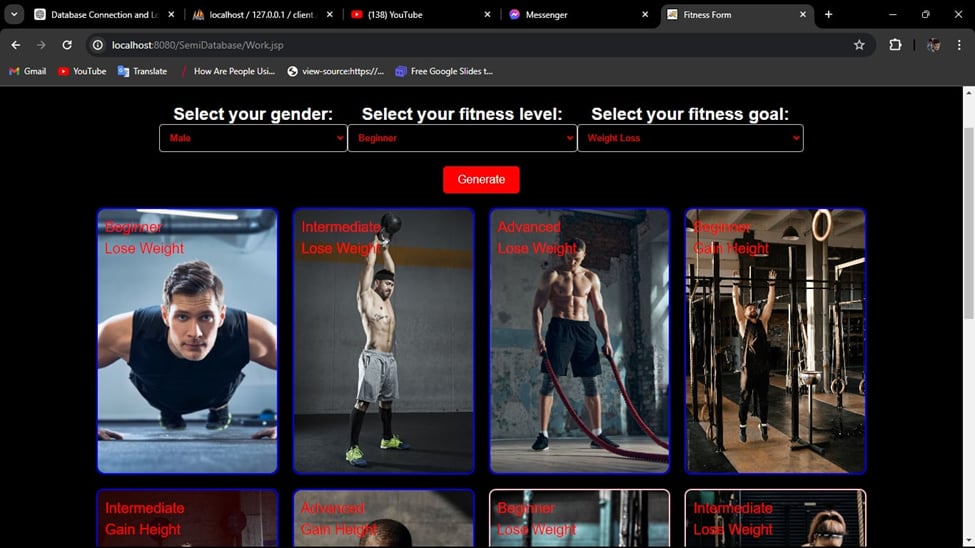 Database Connection and Lo
localhost / 127.0.0.1 / client
(138) YouTube
Messenger
Fitness Form
localhost:8080/SemiDatabase/Work.jsp
Gmail
YouTube
Translate
How Are People Usi...
view-source:https://...
Free Google Slides t...
Select your gender: Select your fitness level: Select your fitness goal:
Male Beginner Weight Loss
Generate
Beginner
Lose Weight
Intermediate
Lose Weight
Advanced
Lose Weight
Beginner
Gain Height
Intermediate
Gain Height
Advanced
Gain Height
Beginner
Lose Weight
Intermediate
Lose Weight